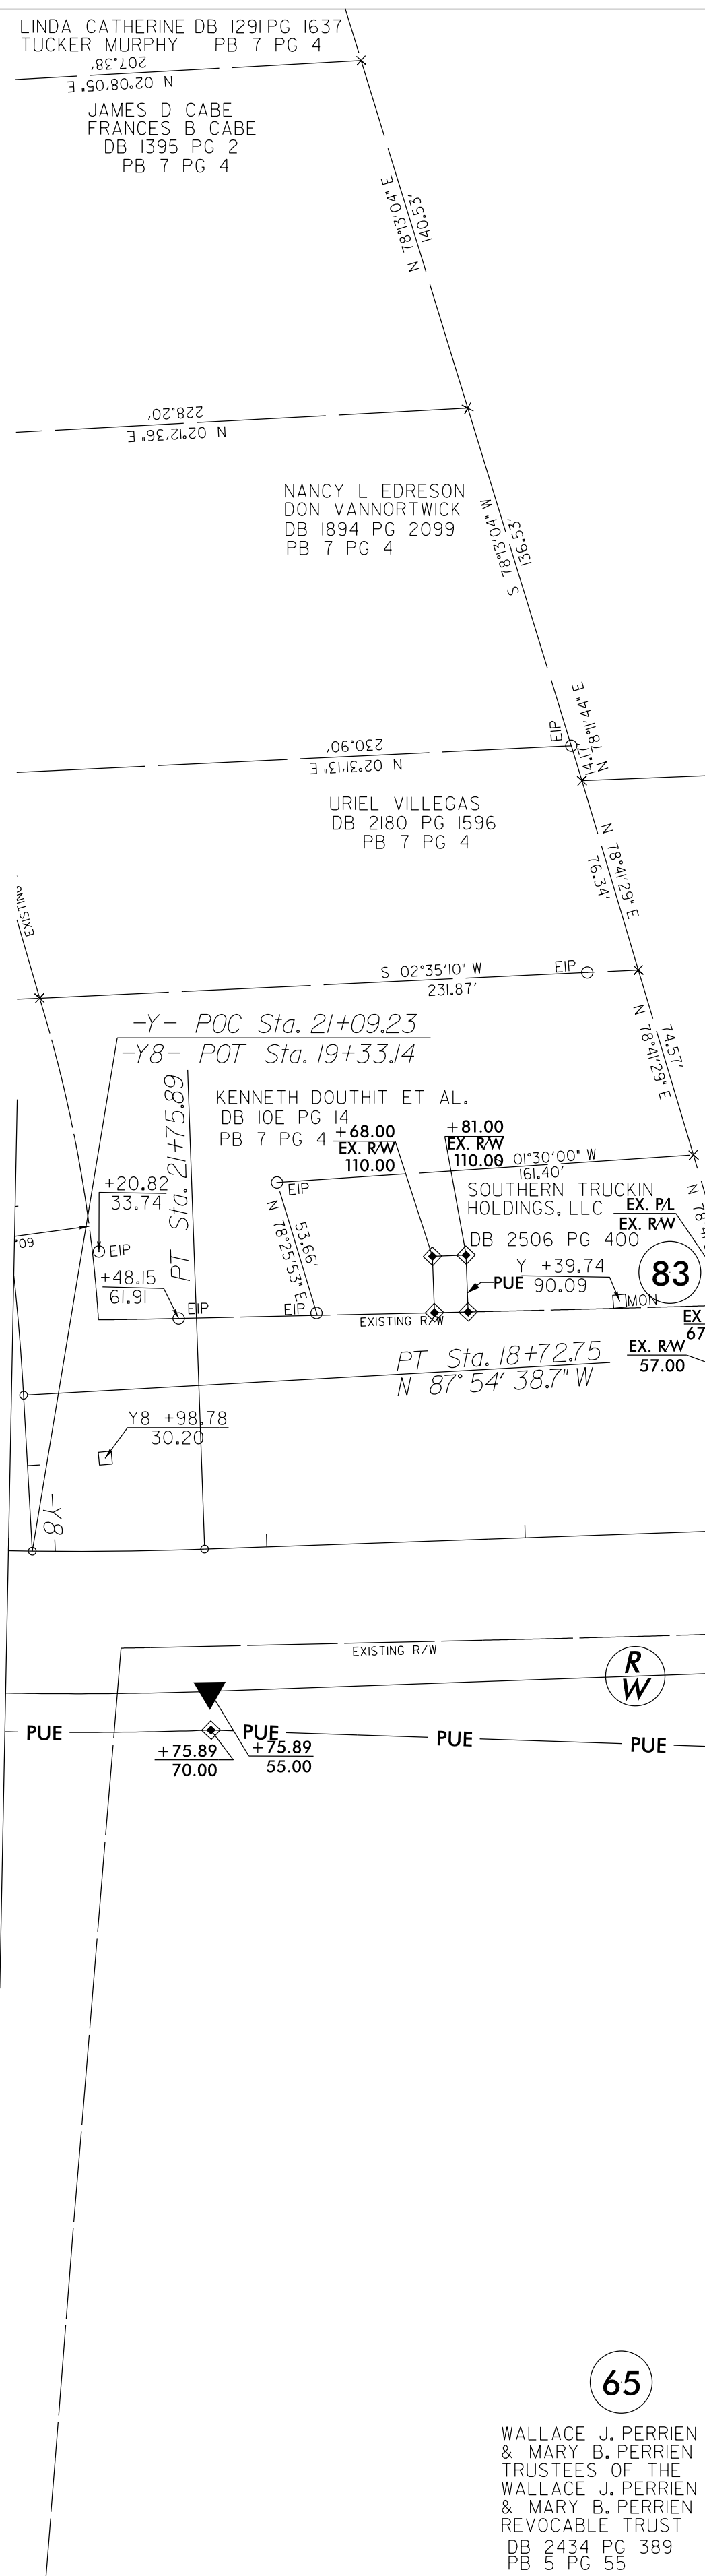 LINDA CATHERINE DB 1291 PG 1637
TUCKER MURPHY PB 7 PG 4
207.38'
N 02°08'05" E
JAMES D CABE
FRANCES B CABE
DB 1395 PG 2
PB 7 PG 4
N 78°13'04" E
140.53'
228.20'
N 02°12'36" E
NANCY L EDRESON
DON VANNORTWICK
DB 1894 PG 2099
PB 7 PG 4
S 78°13'04" W
136.53'
EIP
14.17'
N 78°11'44" E
230.90'
N 02°31'13" E
URIEL VILLEGAS
DB 2180 PG 1596
PB 7 PG 4
N 78°41'29" E
76.34'
EXISTING
S 02°35'10" W
231.87'
EIP
74.57'
N 78°41'29" E
-Y- POC Sta. 21+09.23
-Y8- POT Sta. 19+33.14
PT Sta. 21+75.89
KENNETH DOUTHIT ET AL.
DB 10E PG 14
PB 7 PG 4
+68.00
EX. R/W
110.00
+81.00
EX. R/W
110.00
01°30'00" W
161.40'
+20.82
33.74
EIP
EIP
53.66'
N 78°25'53" E
SOUTHERN TRUCKIN
HOLDINGS, LLC
DB 2506 PG 400
EX. P/L
EX. R/W
N 78°4
60.
+48.15
61.91
EIP
EIP
PUE
Y +39.74
90.09
MON
83
EXISTING R/W
EX
67
EX. R/W
57.00
PT Sta. 18+72.75
N 87° 54' 38.7" W
Y8 +98.78
30.20
-Y8-
EXISTING R/W
R
W
PUE
PUE
PUE
PUE
+75.89
70.00
+75.89
55.00
65
WALLACE J. PERRIEN
& MARY B. PERRIEN
TRUSTEES OF THE
WALLACE J. PERRIEN
& MARY B. PERRIEN
REVOCABLE TRUST
DB 2434 PG 389
PB 5 PG 55